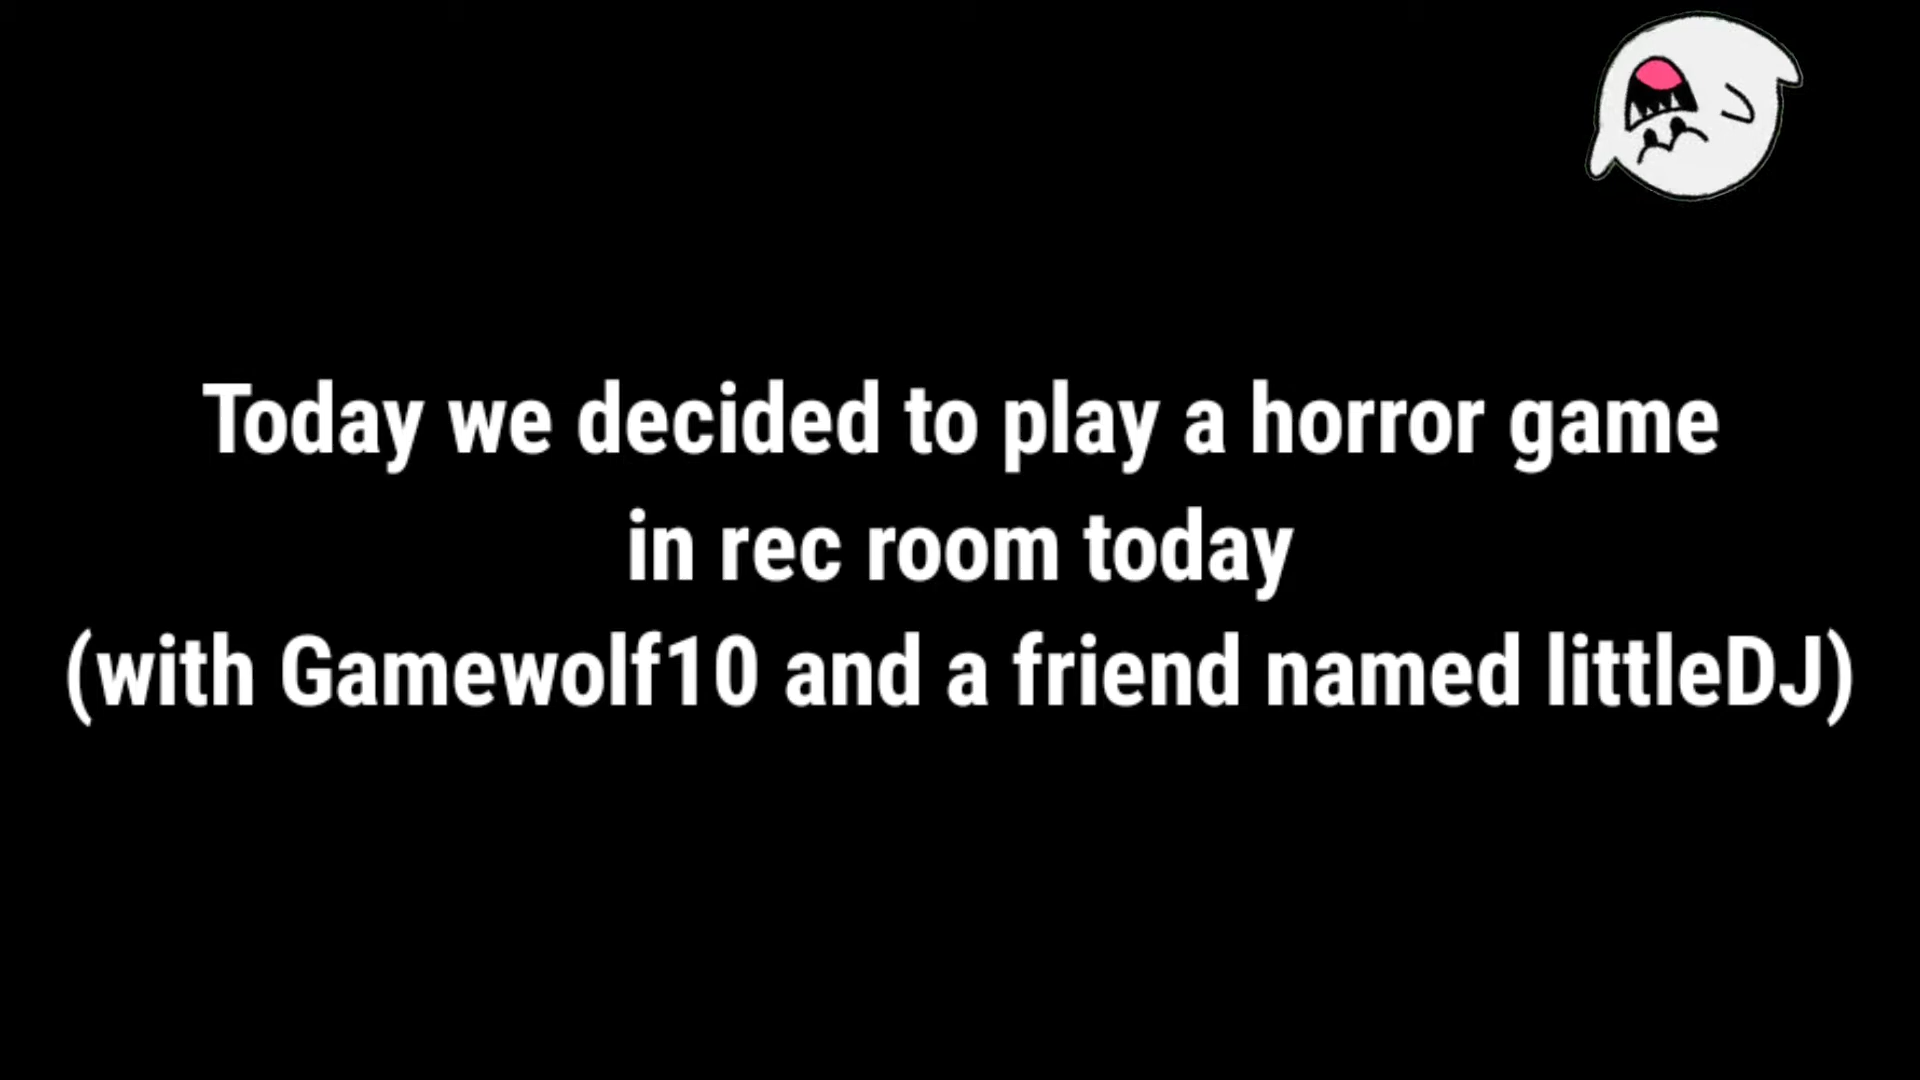 Today we decided to play a horror game
in rec room today
(with Gamewolf10 and a friend named littleDJ)